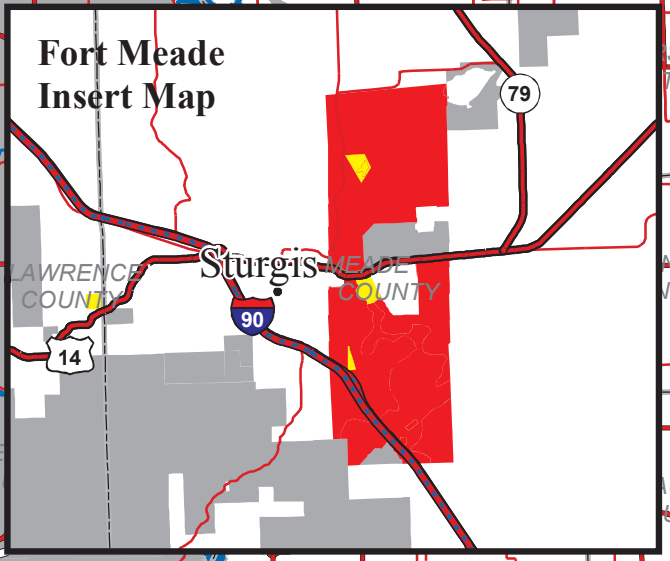 Fort Meade
Insert Map
79
Sturgis
LAWRENCE
COUNTY
MEADE
COUNTY
90
14